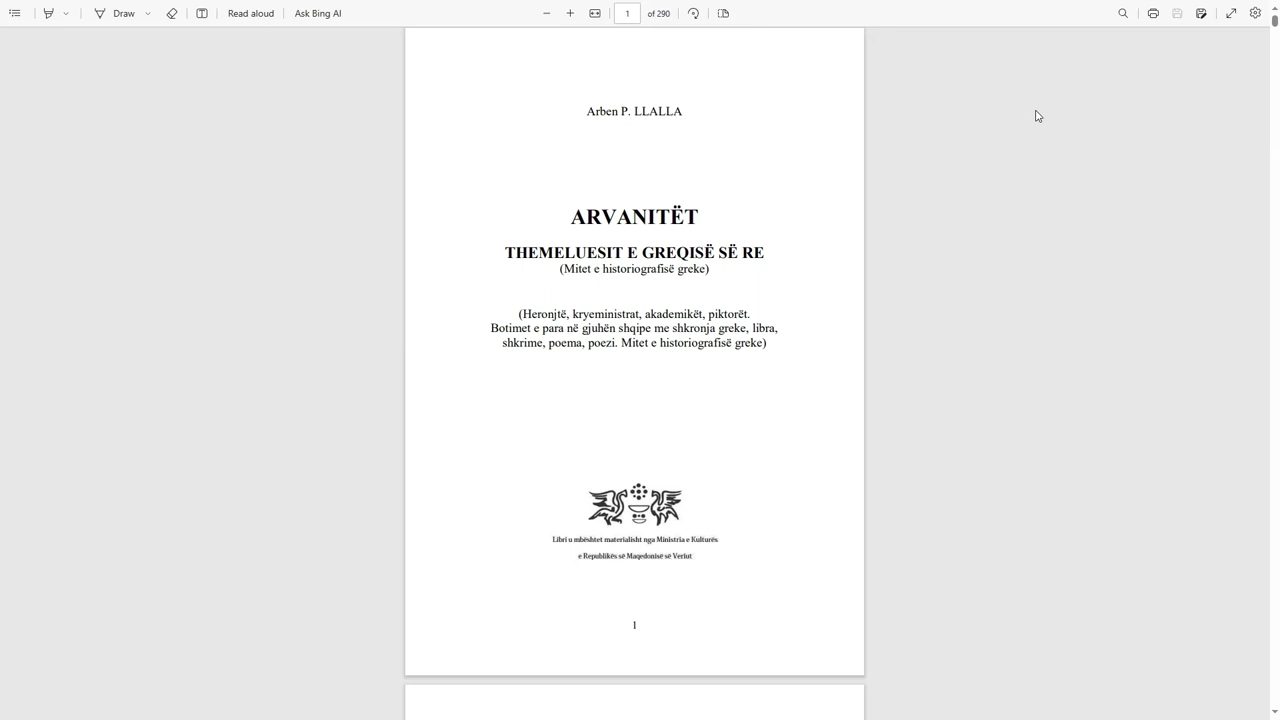 Draw
Read aloud
Ask Bing AI
1
of 290
Arben P. LLALLA
ARVANITËT
THEMELUESIT E GREQISË SË RE
(Mitet e historiografisë greke)
(Heronjtë, kryeministrat, akademikët, piktorët.
Botimet e para në gjuhën shqipe me shkronja greke, libra,
shkrime, poema, poezi. Mitet e historiografisë greke)
Libri u mbështet materialisht nga Ministria e Kulturës
e Republikës së Maqedonisë së Veriut
1